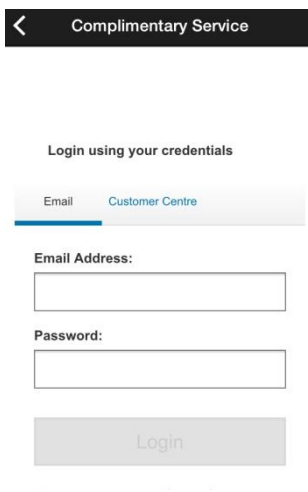 Complimentary Service
Login using your credentials
Email Customer Centre
Email Address:
Password:
Login